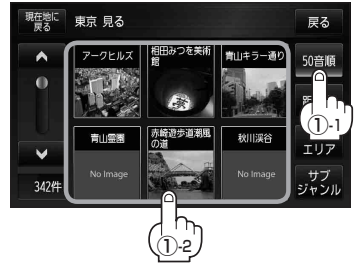 現在地に
戻る
東京 見る
戻る
アークヒルズ
相田みつを美術
館
青山キラー通り
50音順
距
①-1
青山霊園
赤崎遊歩道潮風
の道
秋川渓谷
エリア
No Image
No Image
342件
サブ
ジャンル
①-2